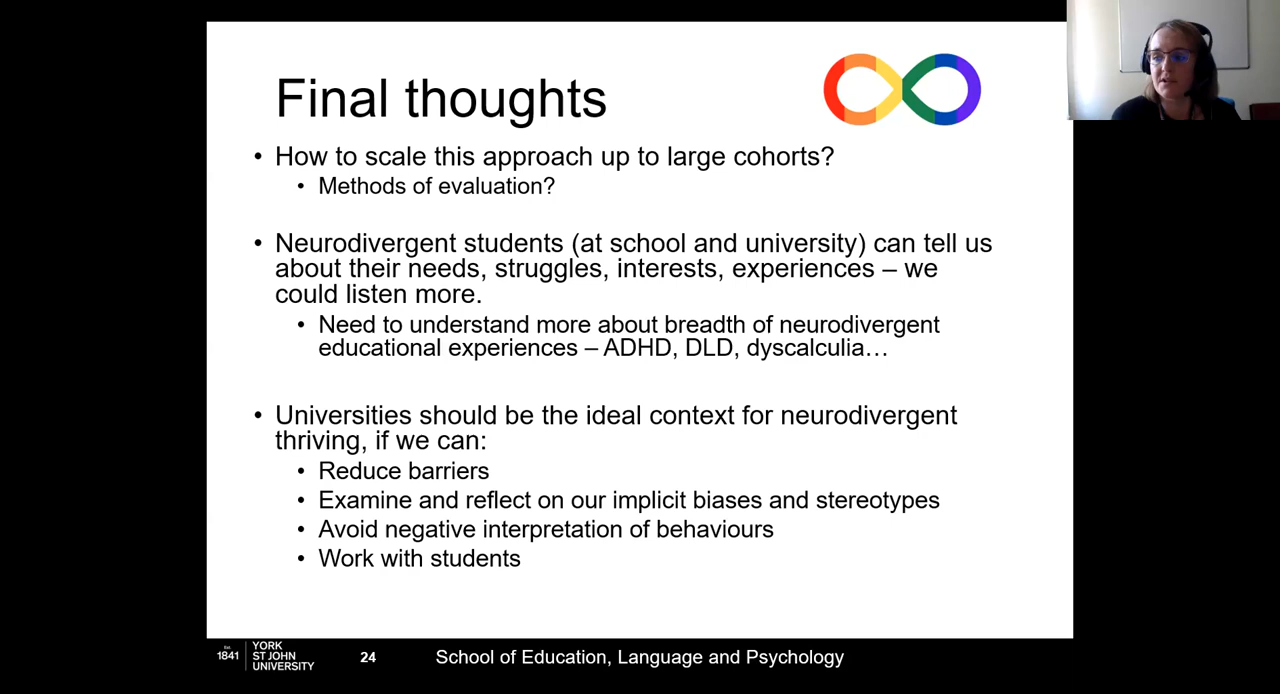 Final thoughts
• How to scale this approach up to large cohorts?
• Methods of evaluation?
• Neurodivergent students (at school and university) can tell us
about their needs, struggles, interests, experiences – we
could listen more.
• Need to understand more about breadth of neurodivergent
educational experiences – ADHD, DLD, dyscalculia…
• Universities should be the ideal context for neurodivergent
thriving, if we can:
• Reduce barriers
• Examine and reflect on our implicit biases and stereotypes
• Avoid negative interpretation of behaviours
• Work with students
Est.
1841
YORK
ST JOHN
UNIVERSITY
24
School of Education, Language and Psychology